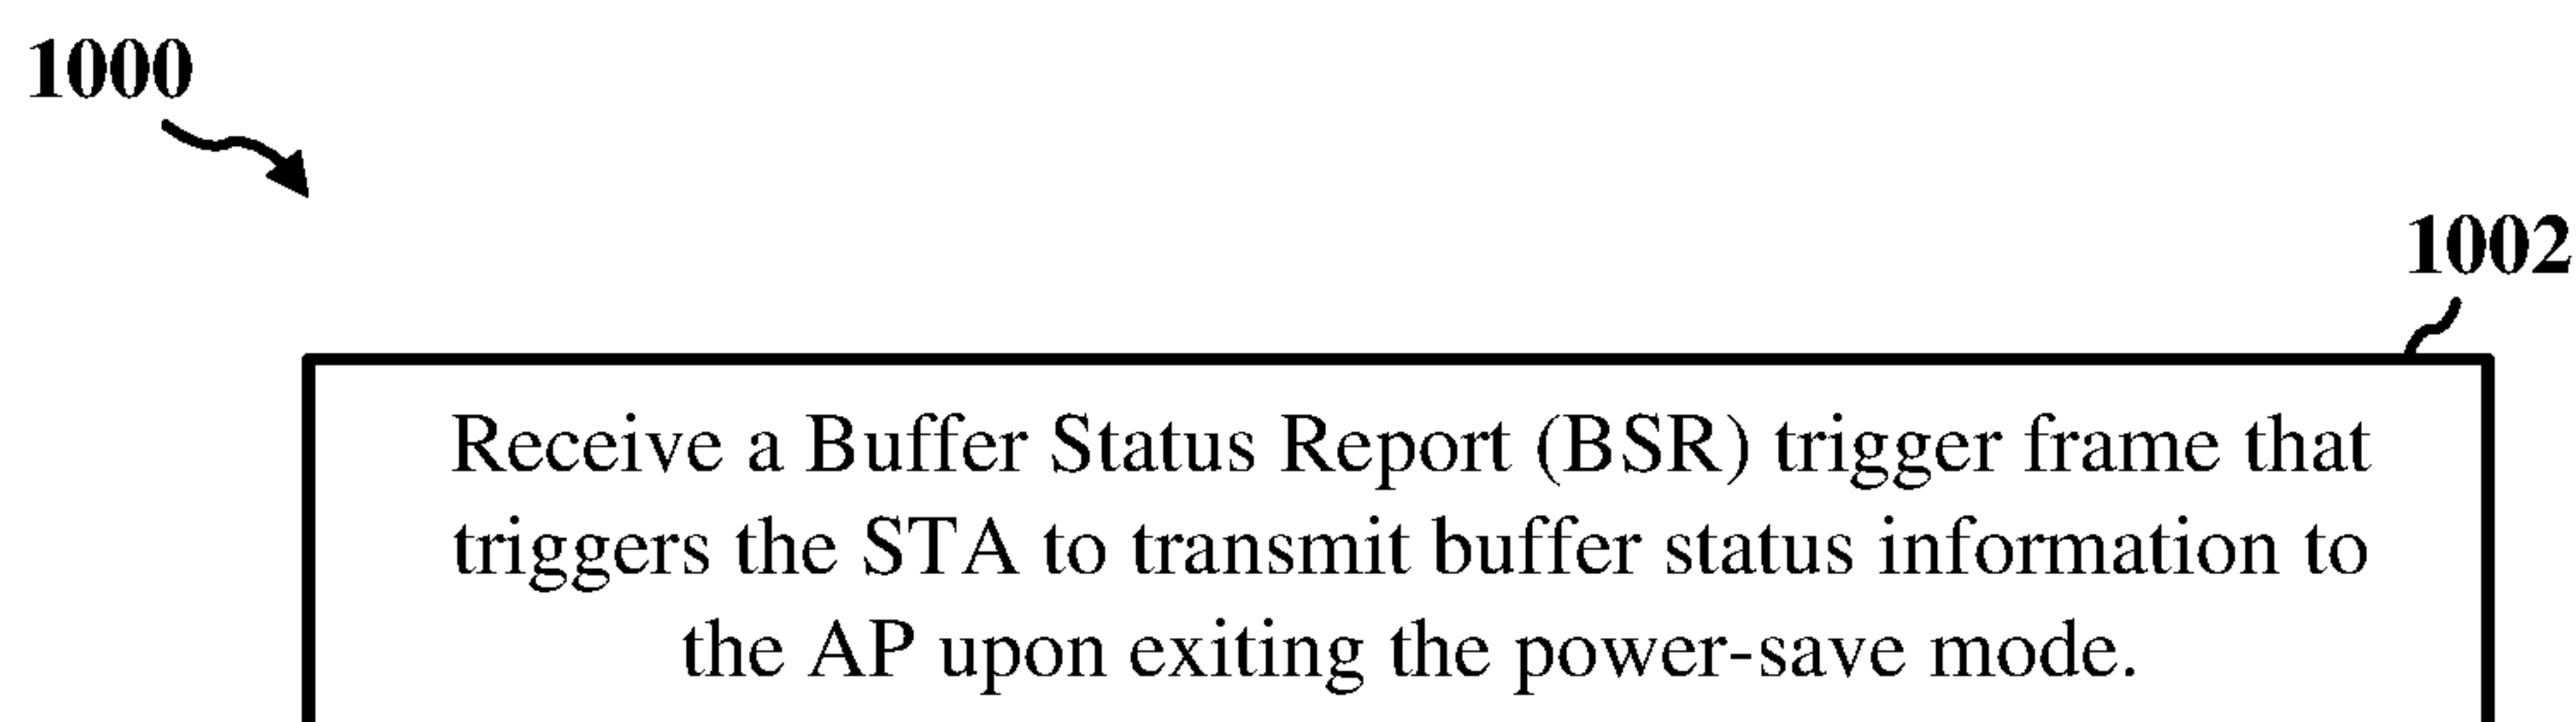 1000
1002
Receive a Buffer Status Report (BSR) trigger frame that
triggers the STA to transmit buffer status information to
the AP upon exiting the power-save mode.